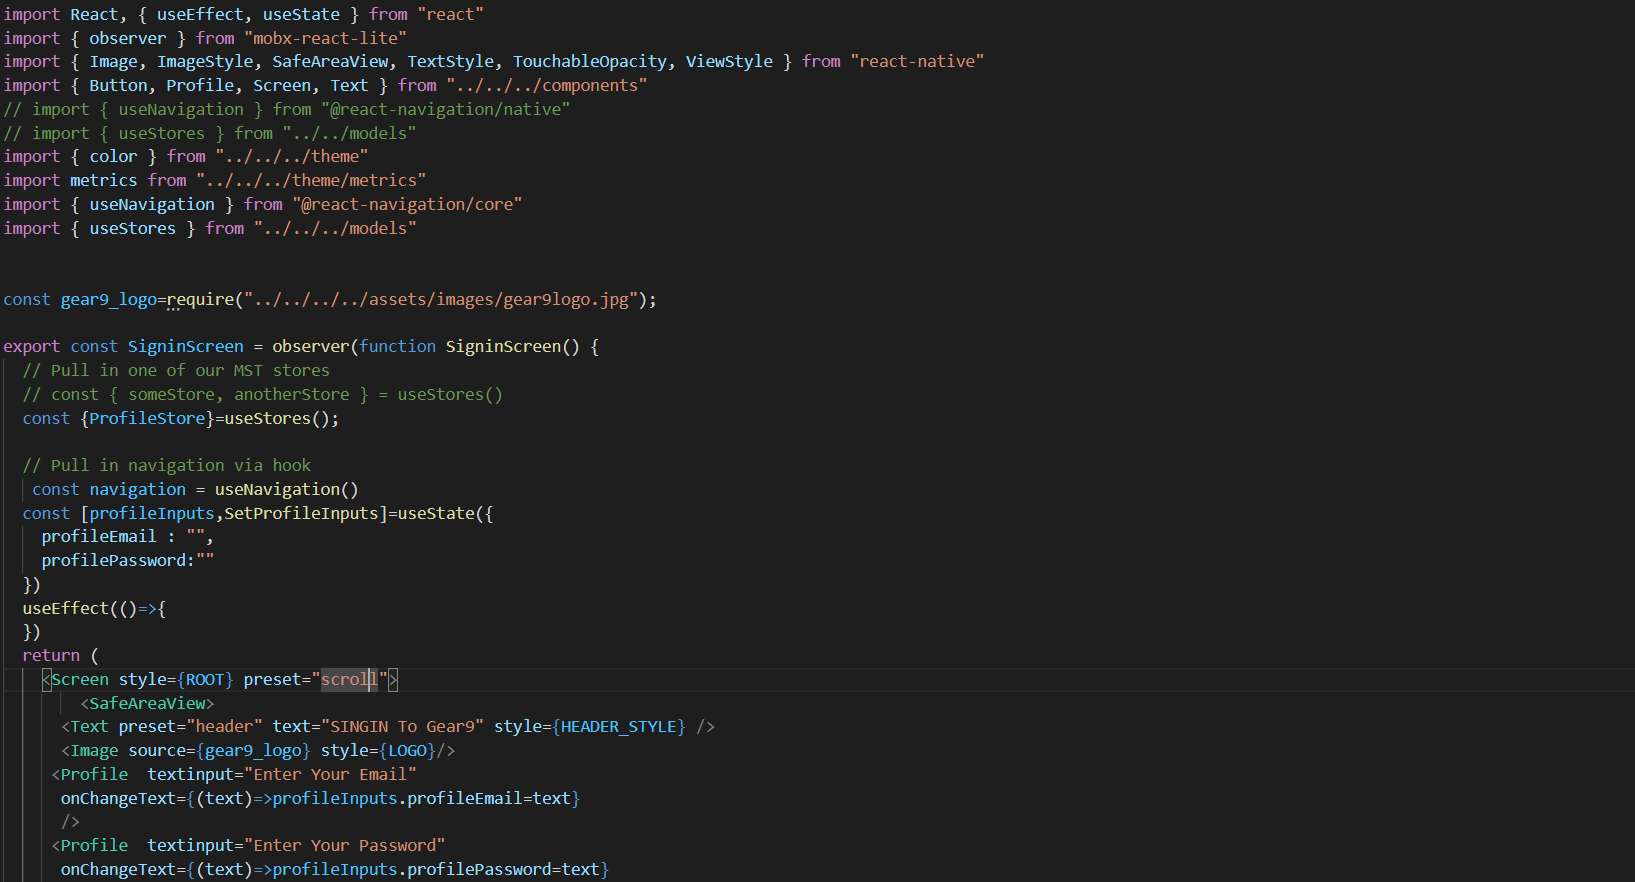 import React, { useEffect, useState } from "react"
import { observer } from "mobx-react-lite"
import { Image, ImageStyle, SafeAreaView, TextStyle, TouchableOpacity, ViewStyle } from "react-native"
import { Button, Profile, Screen, Text } from "../../../components"
// import { useNavigation } from "@react-navigation/native"
// import { useStores } from "../../models"
import { color } from "../../../theme"
import metrics from "../../../theme/metrics"
import { useNavigation } from "@react-navigation/core"
import { useStores } from "../../../models"
const gear9_logo=require("../../../../assets/images/gear9logo.jpg");
export const SigninScreen = observer(function SigninScreen() {
  // Pull in one of our MST stores
  // const { someStore, anotherStore } = useStores()
  const {ProfileStore}=useStores();
  // Pull in navigation via hook
   const navigation = useNavigation()
  const [profileInputs,SetProfileInputs]=useState({
    profileEmail : "",
    profilePassword:""
  })
  useEffect(()=>{
  })
  return (
    <Screen style={ROOT} preset="scroll">
        <SafeAreaView>
      <Text preset="header" text="SINGIN To Gear9" style={HEADER_STYLE} />
      <Image source={gear9_logo} style={LOGO}/>
     <Profile  textinput="Enter Your Email"
      onChangeText={(text)=>profileInputs.profileEmail=text}
      />
     <Profile  textinput="Enter Your Password"
      onChangeText={(text)=>profileInputs.profilePassword=text}